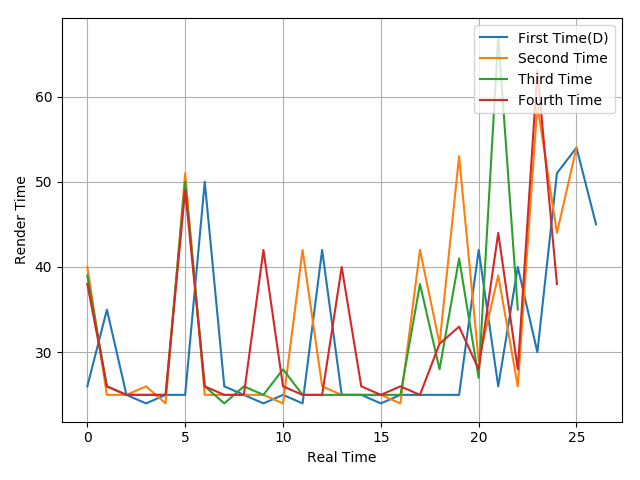 First Time(D)
Second Time
Third Time
Fourth Time
60
50
40
30
Render Time
0 5 10 15 20 25
Real Time